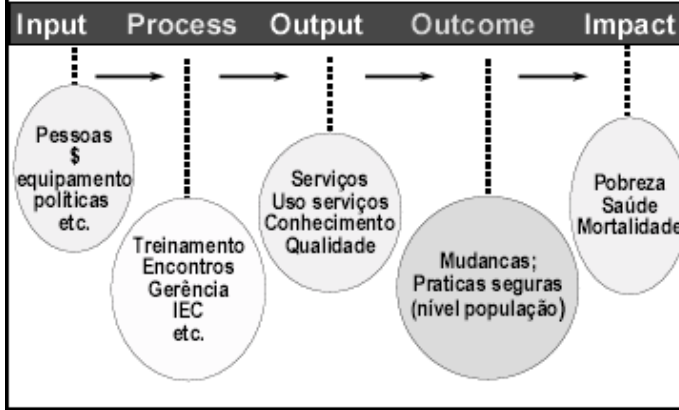 Input Process Output Outcome Impact
Pessoas
$
equipamento
políticas
etc.
Treinamento
Encontros
Gerência
IEC
etc.
Serviços
Uso serviços
Conhecimento
Qualidade
Mudancas;
Praticas seguras
(nível população)
Pobreza
Saúde
Mortalidade